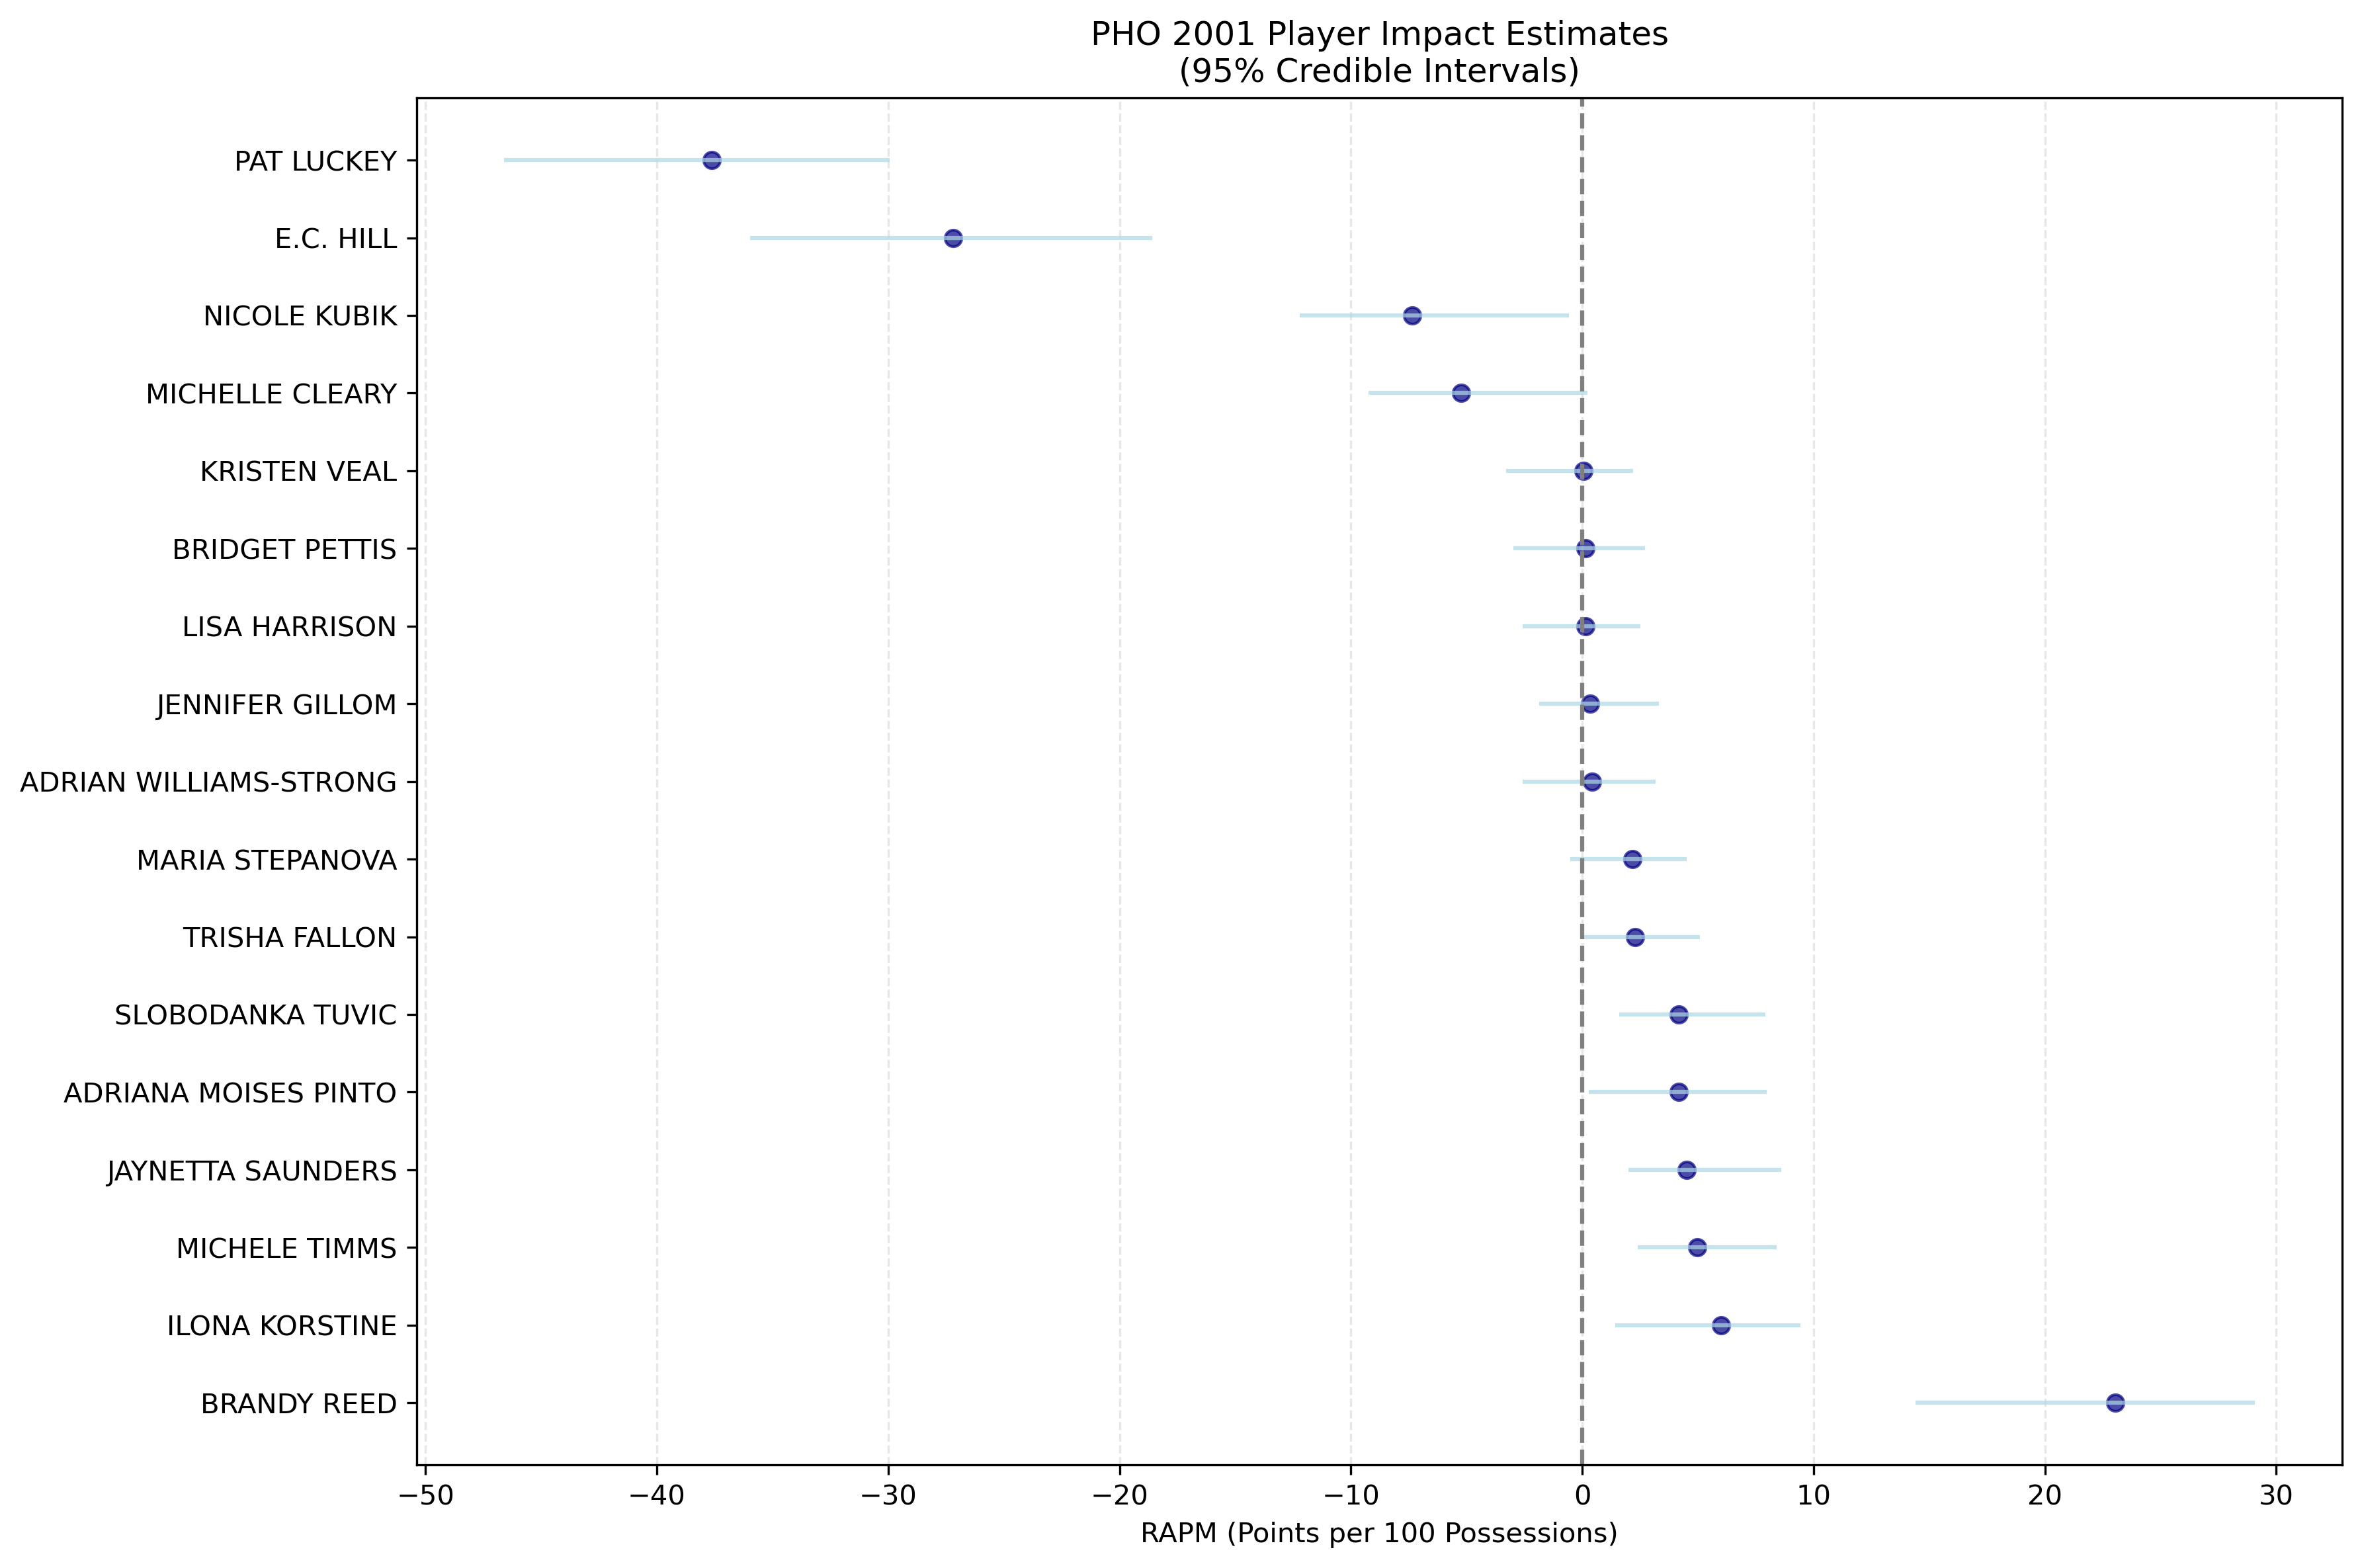 PHO 2001 Player Impact Estimates
(95% Credible Intervals)
PAT LUCKEY
E.C. HILL
NICOLE KUBIK
MICHELLE CLEARY
KRISTEN VEAL
BRIDGET PETTIS
LISA HARRISON
JENNIFER GILLOM
ADRIAN WILLIAMS-STRONG
MARIA STEPANOVA
TRISHA FALLON
SLOBODANKA TUVIC
ADRIANA MOISES PINTO
JAYNETTA SAUNDERS
MICHELE TIMMS
ILONA KORSTINE
BRANDY REED
−50 −40 −30 −20 −10 0 10 20 30
RAPM (Points per 100 Possessions)